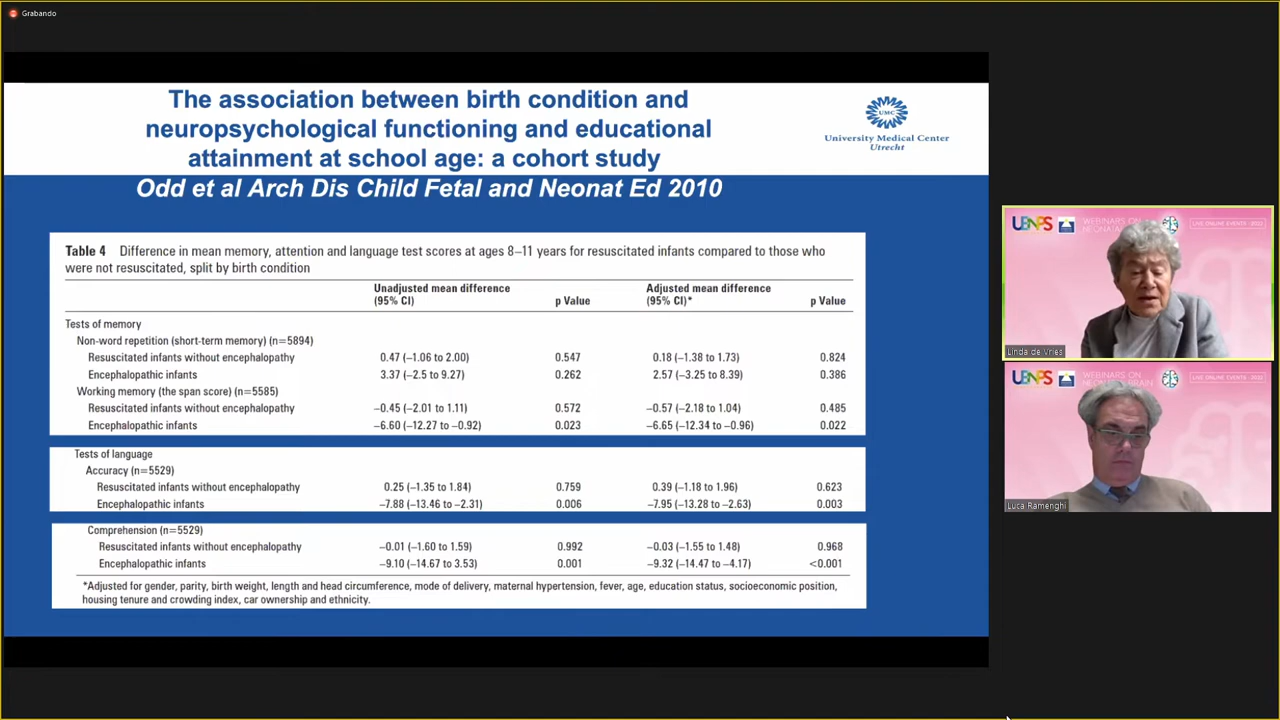 Grabando
The association between birth condition and
neuropsychological functioning and educational
attainment at school age: a cohort study
Odd et al Arch Dis Child Fetal and Neonat Ed 2010
UMC
University Medical Center
Utrecht
Table 4 Difference in mean memory, attention and language test scores at ages 8–11 years for resuscitated infants compared to those who
were not resuscitated, split by birth condition
Unadjusted mean difference (95% CI) p Value Adjusted mean difference (95% CI)* p Value
Tests of memory
Non-word repetition (short-term memory) (n=5894)
Resuscitated infants without encephalopathy 0.47 (−1.06 to 2.00) 0.547 0.18 (−1.38 to 1.73) 0.824
Encephalopathic infants 3.37 (−2.5 to 9.27) 0.262 2.57 (−3.25 to 8.39) 0.386
Working memory (the span score) (n=5585)
Resuscitated infants without encephalopathy −0.45 (−2.01 to 1.11) 0.572 −0.57 (−2.18 to 1.04) 0.485
Encephalopathic infants −6.60 (−12.27 to −0.92) 0.023 −6.65 (−12.34 to −0.96) 0.022
Tests of language
Accuracy (n=5529)
Resuscitated infants without encephalopathy 0.25 (−1.35 to 1.84) 0.759 0.39 (−1.18 to 1.96) 0.623
Encephalopathic infants −7.88 (−13.46 to −2.31) 0.006 −7.95 (−13.28 to −2.63) 0.003
Comprehension (n=5529)
Resuscitated infants without encephalopathy −0.01 (−1.60 to 1.59) 0.992 −0.03 (−1.55 to 1.48) 0.968
Encephalopathic infants −9.10 (−14.67 to 3.53) 0.001 −9.32 (−14.47 to −4.17) <0.001
*Adjusted for gender, parity, birth weight, length and head circumference, mode of delivery, maternal hypertension, fever, age, education status, socioeconomic position,
housing tenure and crowding index, car ownership and ethnicity.
WEBINARS ON
LIVE ONLINE EVENTS
Linda de Vries
WEBINARS ON
NEONATAL BRAIN
LIVE ONLINE EVENTS
Luca Ramenghi